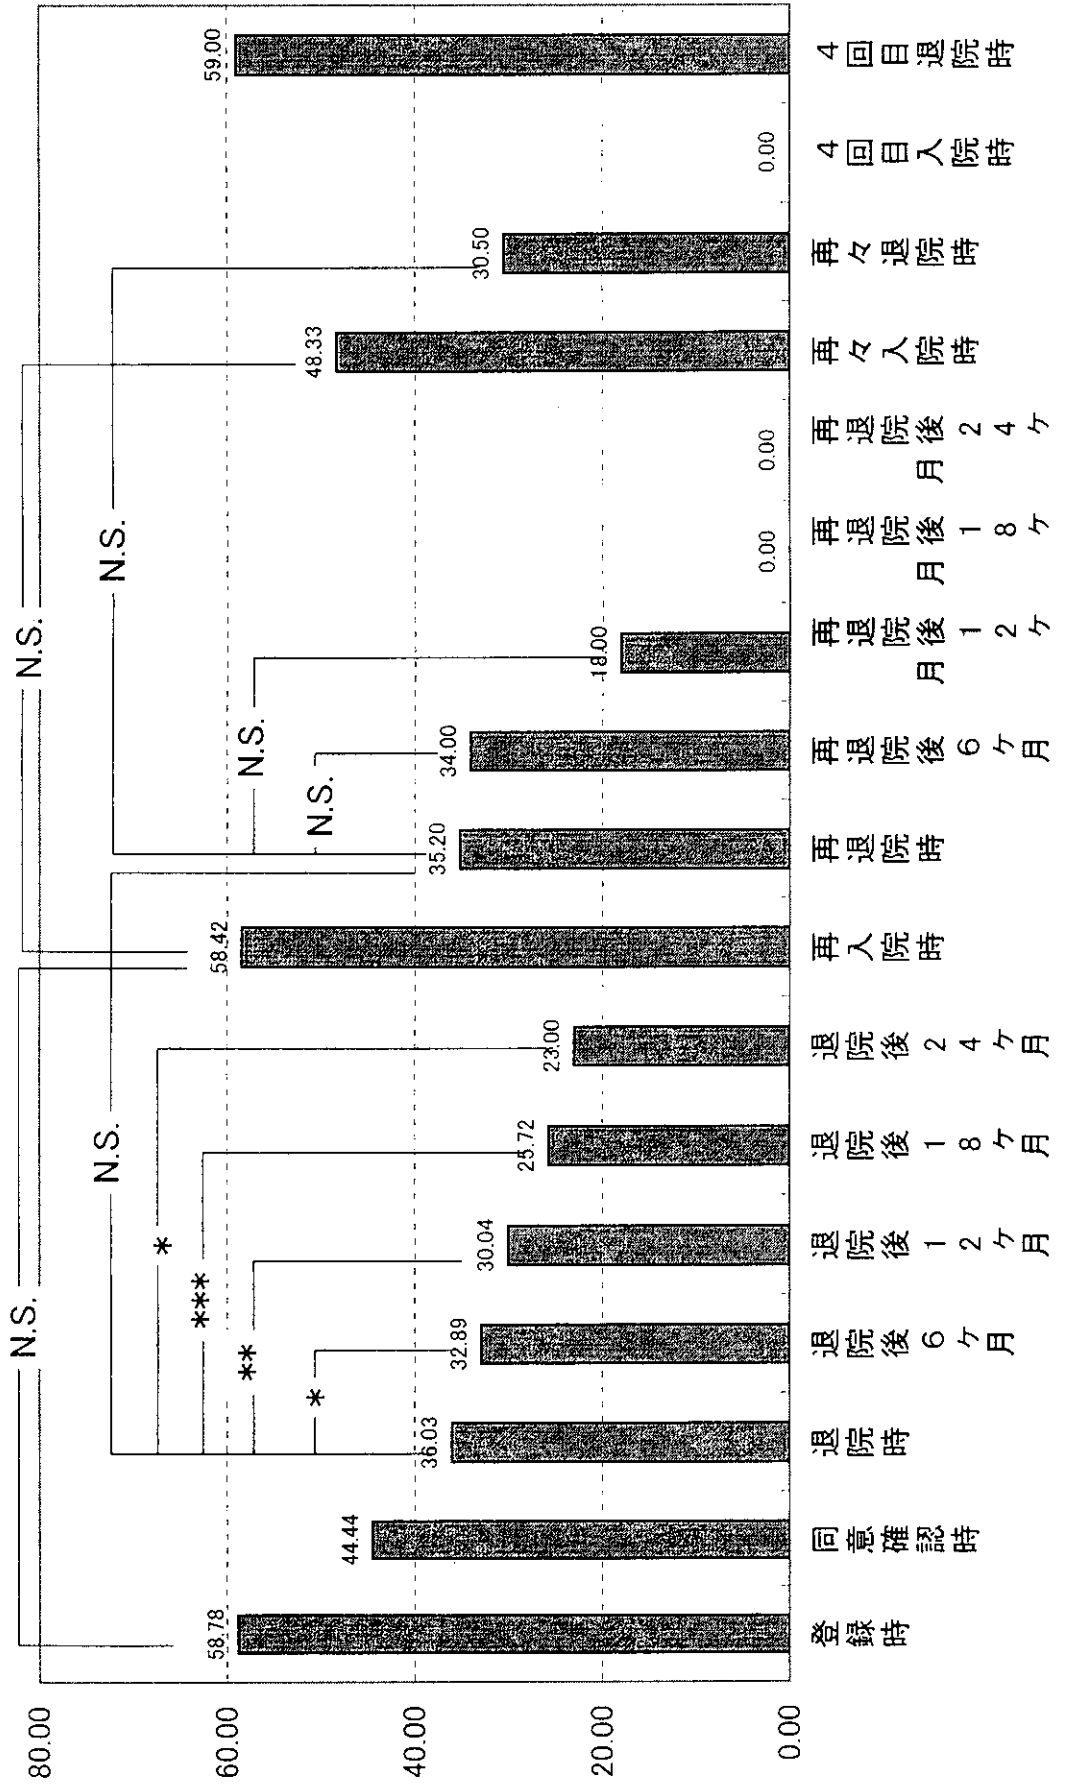 80.00
60.00
40.00
20.00
0.00
N.S.
N.S.
N.S.
N.S.
N.S.
N.S.
*
***
**
*
58.78
44.44
36.03
32.89
30.04
25.72
23.00
58.42
35.20
34.00
18.00
0.00
0.00
48.33
30.50
0.00
59.00
登録時
同意確認時
退院時
退院後6ヶ月
退院後12ヶ月
退院後18ヶ月
退院後24ヶ月
再入院時
再退院時
再退院後6ヶ月
再退院後12ヶ
月
再退院後18ヶ
月
再退院後24ヶ
月
再々入院時
再々退院時
4回目入院時
4回目退院時